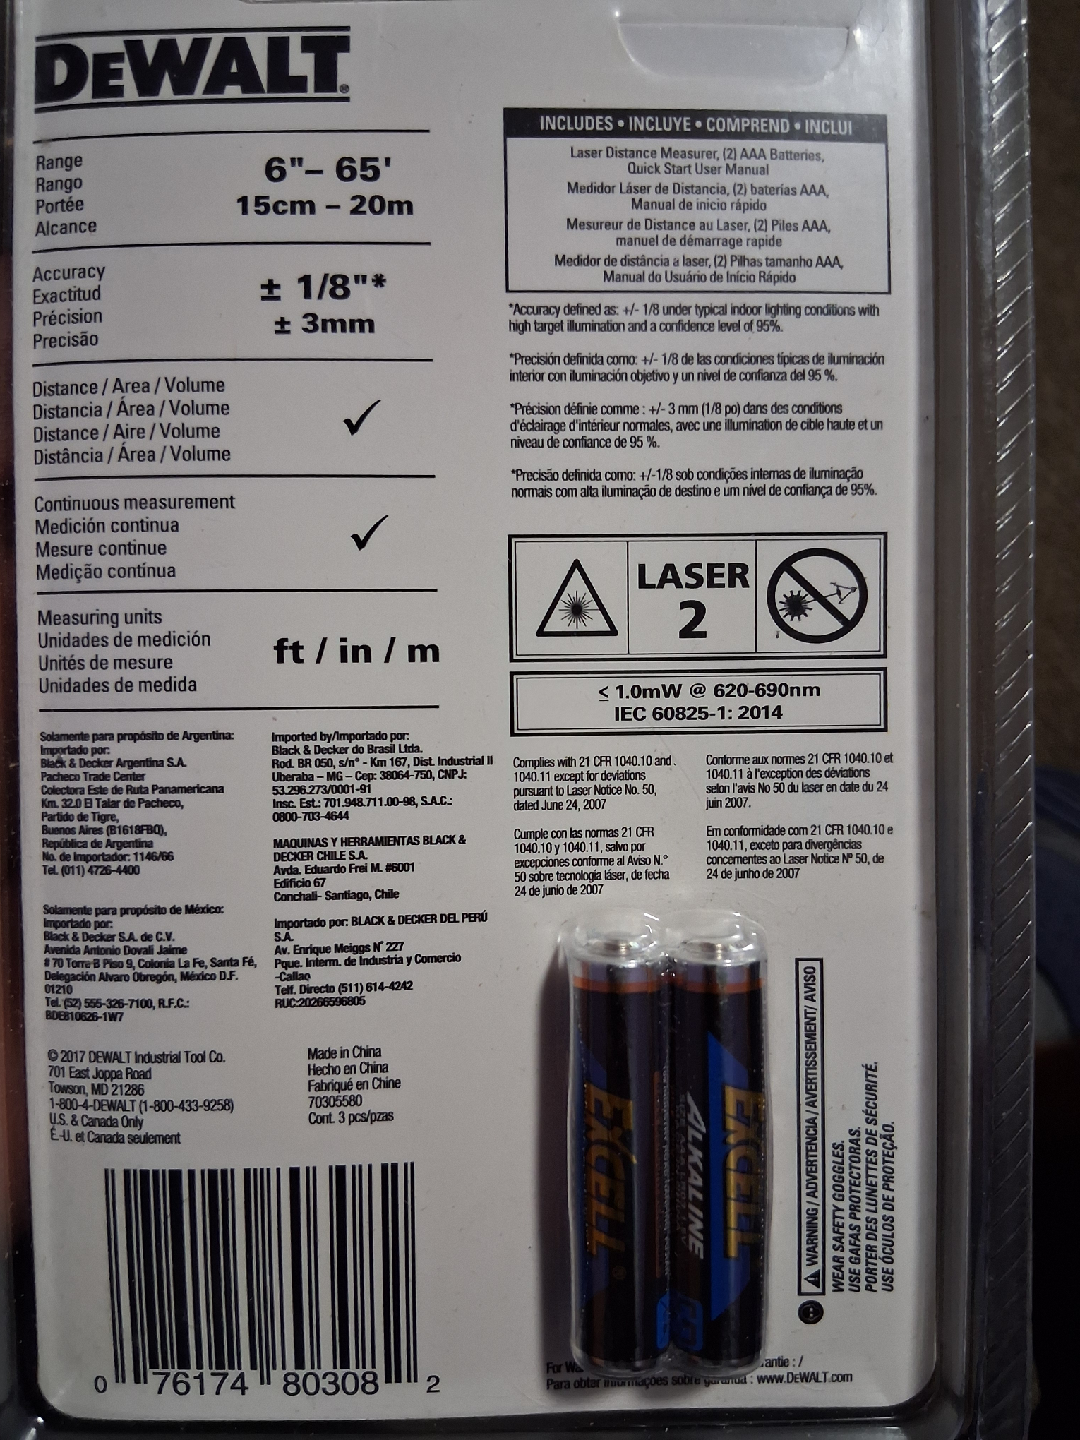 DEWALT®
Range
Rango
Portée
Alcance
6"– 65'
15cm – 20m
Accuracy
Exactitud
Précision
Precisão
± 1/8"*
± 3mm
Distance / Area / Volume
Distancia / Área / Volume
Distance / Aire / Volume
Distância / Área / Volume
Continuous measurement
Medición continua
Mesure continue
Medição contínua
Measuring units
Unidades de medición
Unités de mesure
Unidades de medida
ft / in / m
INCLUDES • INCLUYE • COMPREND • INCLUI
Laser Distance Measurer, (2) AAA Batteries,
Quick Start User Manual
Medidor Láser de Distancia, (2) baterías AAA,
Manual de inicio rápido
Mesureur de Distance au Laser, (2) Piles AAA,
manuel de démarrage rapide
Medidor de distância a laser, (2) Pilhas tamanho AAA,
Manual do Usuário de Início Rápido
*Accuracy defined as: +/- 1/8 under typical indoor lighting conditions with
high target illumination and a confidence level of 95%.
*Precisión definida como: +/- 1/8 de las condiciones típicas de iluminación
interior con iluminación objetivo y un nivel de confianza del 95 %.
*Précision définie comme : +/- 3 mm (1/8 po) dans des conditions
d'éclairage d'intérieur normales, avec une illumination de cible haute et un
niveau de confiance de 95 %.
*Precisão definida como: +/-1/8 sob condições internas de iluminação
normais com alta iluminação de destino e um nível de confiança de 95%.
LASER
2
≤ 1.0mW @ 620-690nm
IEC 60825-1: 2014
Complies with 21 CFR 1040.10 and
1040.11 except for deviations
pursuant to Laser Notice No. 50,
dated June 24, 2007
Conforme aux normes 21 CFR 1040.10 et
1040.11 à l'exception des déviations
selon l'avis No 50 du laser en date du 24
juin 2007.
Cumple con las normas 21 CFR
1040.10 y 1040.11, salvo por
excepciones conforme al Aviso N.°
50 sobre tecnología láser, de fecha
24 de junio de 2007
Em conformidade com 21 CFR 1040.10 e
1040.11, exceto para divergências
concernentes ao Laser Notice Nº 50, de
24 de junho de 2007
Solamente para propósito de Argentina:
Importado por:
Black & Decker Argentina S.A.
Pacheco Trade Center
Colectora Este de Ruta Panamericana
Km. 32.0 El Talar de Pacheco,
Partido de Tigre,
Buenos Aires (B1618FBQ),
República de Argentina
No. de Importador: 1146/66
Tel. (011) 4726-4400
Imported by/Importado por:
Black & Decker do Brasil Ltda.
Rod. BR 050, s/n° - Km 167, Dist. Industrial II
Uberaba – MG – Cep: 38064-750, CNPJ:
53.296.273/0001-91
Insc. Est.: 701.948.711.00-98, S.A.C.:
0800-703-4644
MAQUINAS Y HERRAMIENTAS BLACK &
DECKER CHILE S.A.
Avda. Eduardo Frei M. #6001
Edificio 67
Conchali- Santiago, Chile
Solamente para propósito de México:
Importado por:
Black & Decker S.A. de C.V.
Avenida Antonio Dovali Jaime
# 70 Torre B Piso 9, Colonia La Fe, Santa Fé,
Delegación Alvaro Obregón, México D.F.
01210
Tel. (52) 555-326-7100, R.F.C.:
BDE810626-1W7
Importado por: BLACK & DECKER DEL PERÚ
S.A.
Av. Enrique Meiggs N° 227
Pque. Interm. de Industria y Comercio
-Callao
Telf. Directo (511) 614-4242
RUC:20266596805
© 2017 DEWALT Industrial Tool Co.
701 East Joppa Road
Towson, MD 21286
1-800-4-DEWALT (1-800-433-9258)
U.S. & Canada Only
É.-U. et Canada seulement
Made in China
Hecho en China
Fabriqué en Chine
70305580
Cont. 3 pcs/pzas
0 76174 80308 2
EXCELL®
ALKALINE
EXCELL
WARNING / ADVERTENCIA / AVERTISSEMENT/ AVISO
WEAR SAFETY GOGGLES.
USE GAFAS PROTECTORAS.
PORTER DES LUNETTES DE SÉCURITÉ.
USE ÓCULOS DE PROTEÇÃO.
For
Para obter informações sobre garantia : www.DEWALT.com